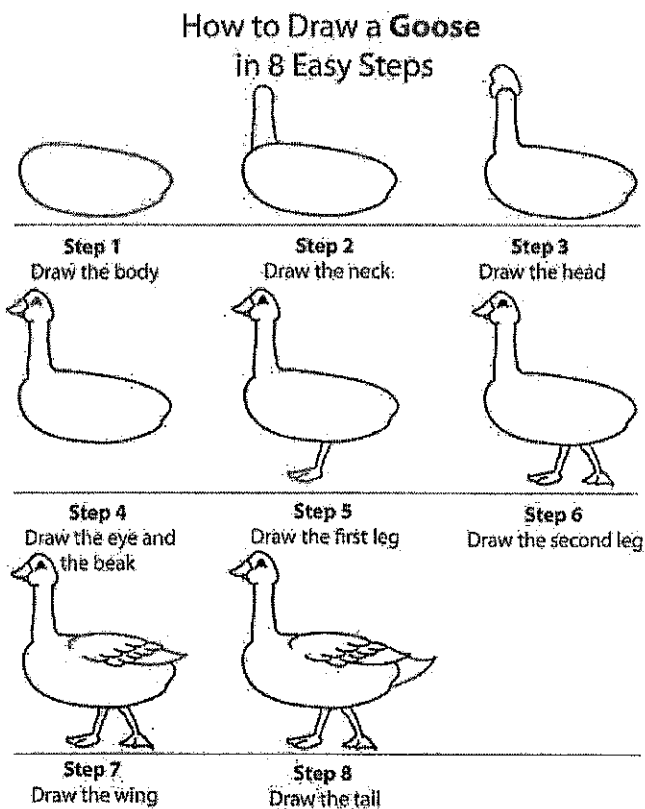 How to Draw a Goose
in 8 Easy Steps
Step 1
Draw the body
Step 2
Draw the neck
Step 3
Draw the head
Step 4
Draw the eye and
the beak
Step 5
Draw the first leg
Step 6
Draw the second leg
Step 7
Draw the wing
Step 8
Draw the tail